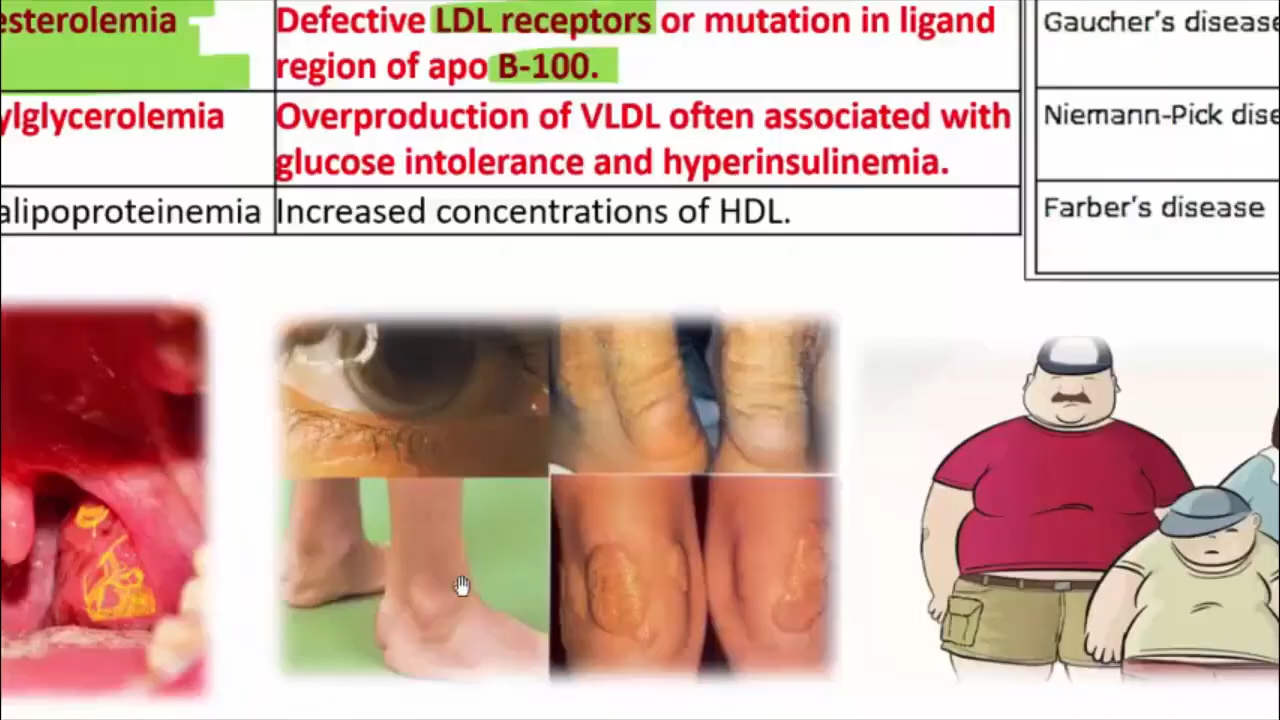 esterolemia
Defective LDL receptors or mutation in ligand
region of apo B-100.
ylglycerolemia
Overproduction of VLDL often associated with
glucose intolerance and hyperinsulinemia.
alipoproteinemia
Increased concentrations of HDL.
Gaucher's disease
Niemann-Pick dise
Farber's disease